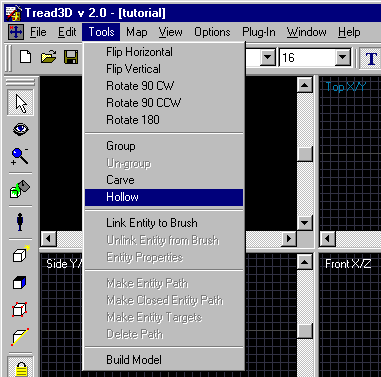 Tread3D v 2.0 - [tutorial]
File Edit Tools Map View Options Plug-In Window Help
16 T
Flip Horizontal
Flip Vertical
Rotate 90 CW
Rotate 90 CCW
Rotate 180
Group
Un-group
Carve
Hollow
Link Entity to Brush
Unlink Entity from Brush
Entity Properties
Make Entity Path
Make Closed Entity Path
Make Entity Targets
Delete Path
Build Model
Top X/Y
Side Y/
Front X/Z